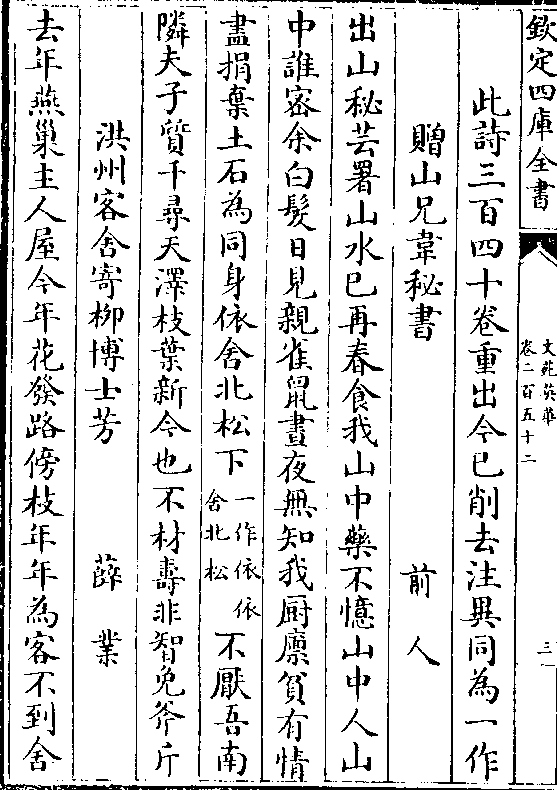 欽定四庫全書
文苑英華
卷二百五十二
三
此詩三百四十卷重出今已削去注異同為一作
贈山兄韋秘書 前人
出山秘芸署山水已再春食我山中藥不憶山中人山
中誰宻余白髮日見親雀䑕晝夜無知我厨廪貧有情
盡捐棄土石為同身依舍北松下一作依依舍北松不厭吾南
隣夫子質千尋天澤枝葉新今也不材壽非智免斧斤
洪州客舍寄栁博士芳 薛業
去年燕巢主人屋今年花發路傍枝年年為客不到舍